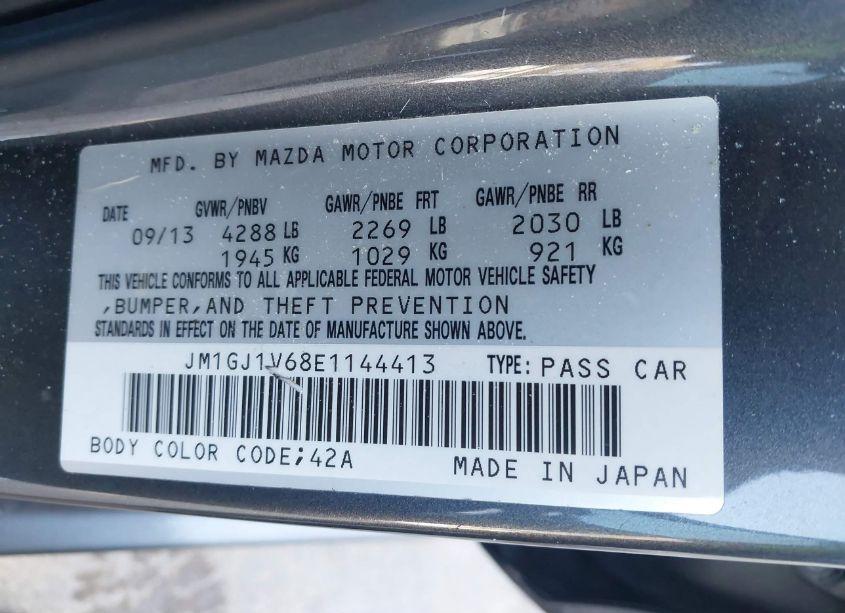 MFD. BY MAZDA MOTOR CORPORATION
DATE GVWR/PNBV GAWR/PNBE FRT GAWR/PNBE RR
09/13 4288 LB 2269 LB 2030 LB
1945 KG 1029 KG 921 KG
THIS VEHICLE CONFORMS TO ALL APPLICABLE FEDERAL MOTOR VEHICLE SAFETY
,BUMPER,AND THEFT PREVENTION
STANDARDS IN EFFECT ON THE DATE OF MANUFACTURE SHOWN ABOVE.
JM1GJ1V68E1144413 TYPE: PASS CAR
BODY COLOR CODE;42A
MADE IN JAPAN